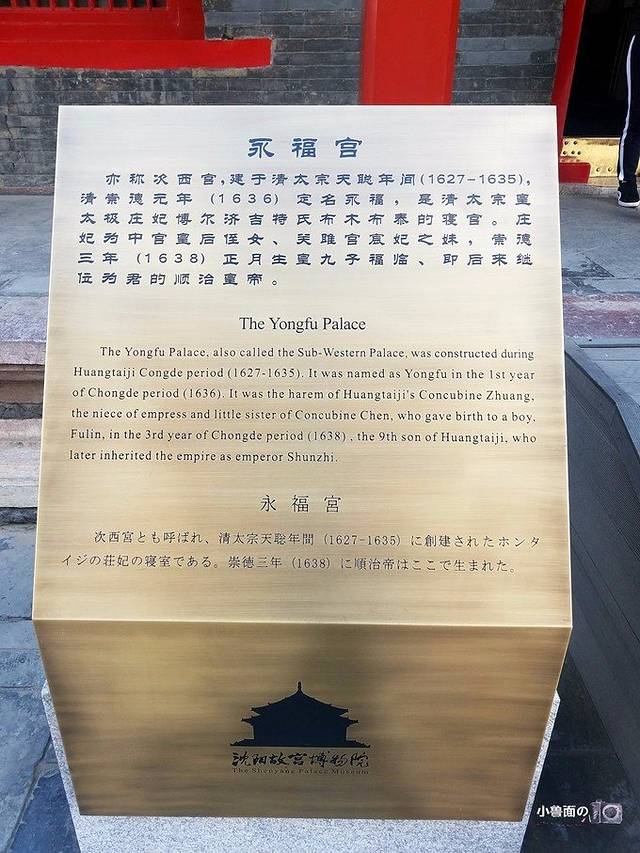 永福宫
亦称次西宫,建于清太宗天聪年间(1627-1635),
清崇德元年 (1636) 定名永福，是清太宗皇
太极庄妃博尔济吉特氏布木布泰的寝宫。庄
妃为中宫皇后侄女、关雎宫宸妃之妹，崇德
三年 (1638) 正月生皇九子福临、即后来继
位为君的顺治皇帝。
The Yongfu Palace
The Yongfu Palace, also called the Sub-Western Palace, was constructed during
Huangtaiji Congde period (1627-1635). It was named as Yongfu in the 1st year
of Chongde period (1636). It was the harem of Huangtaiji's Concubine Zhuang,
the niece of empress and little sister of Concubine Chen, who gave birth to a boy,
Fulin, in the 3rd year of Chongde period (1638) , the 9th son of Huangtaiji, who
later inherited the empire as emperor Shunzhi.
永福宮
次西宮とも呼ばれ、清太宗天聡年間（1627-1635）に創建されたホンタ
イジの荘妃の寝室である。崇徳三年（1638）に順治帝はここで生まれた。
沈阳故宫博物院
The Shenyang Palace Museum
小鲁面の